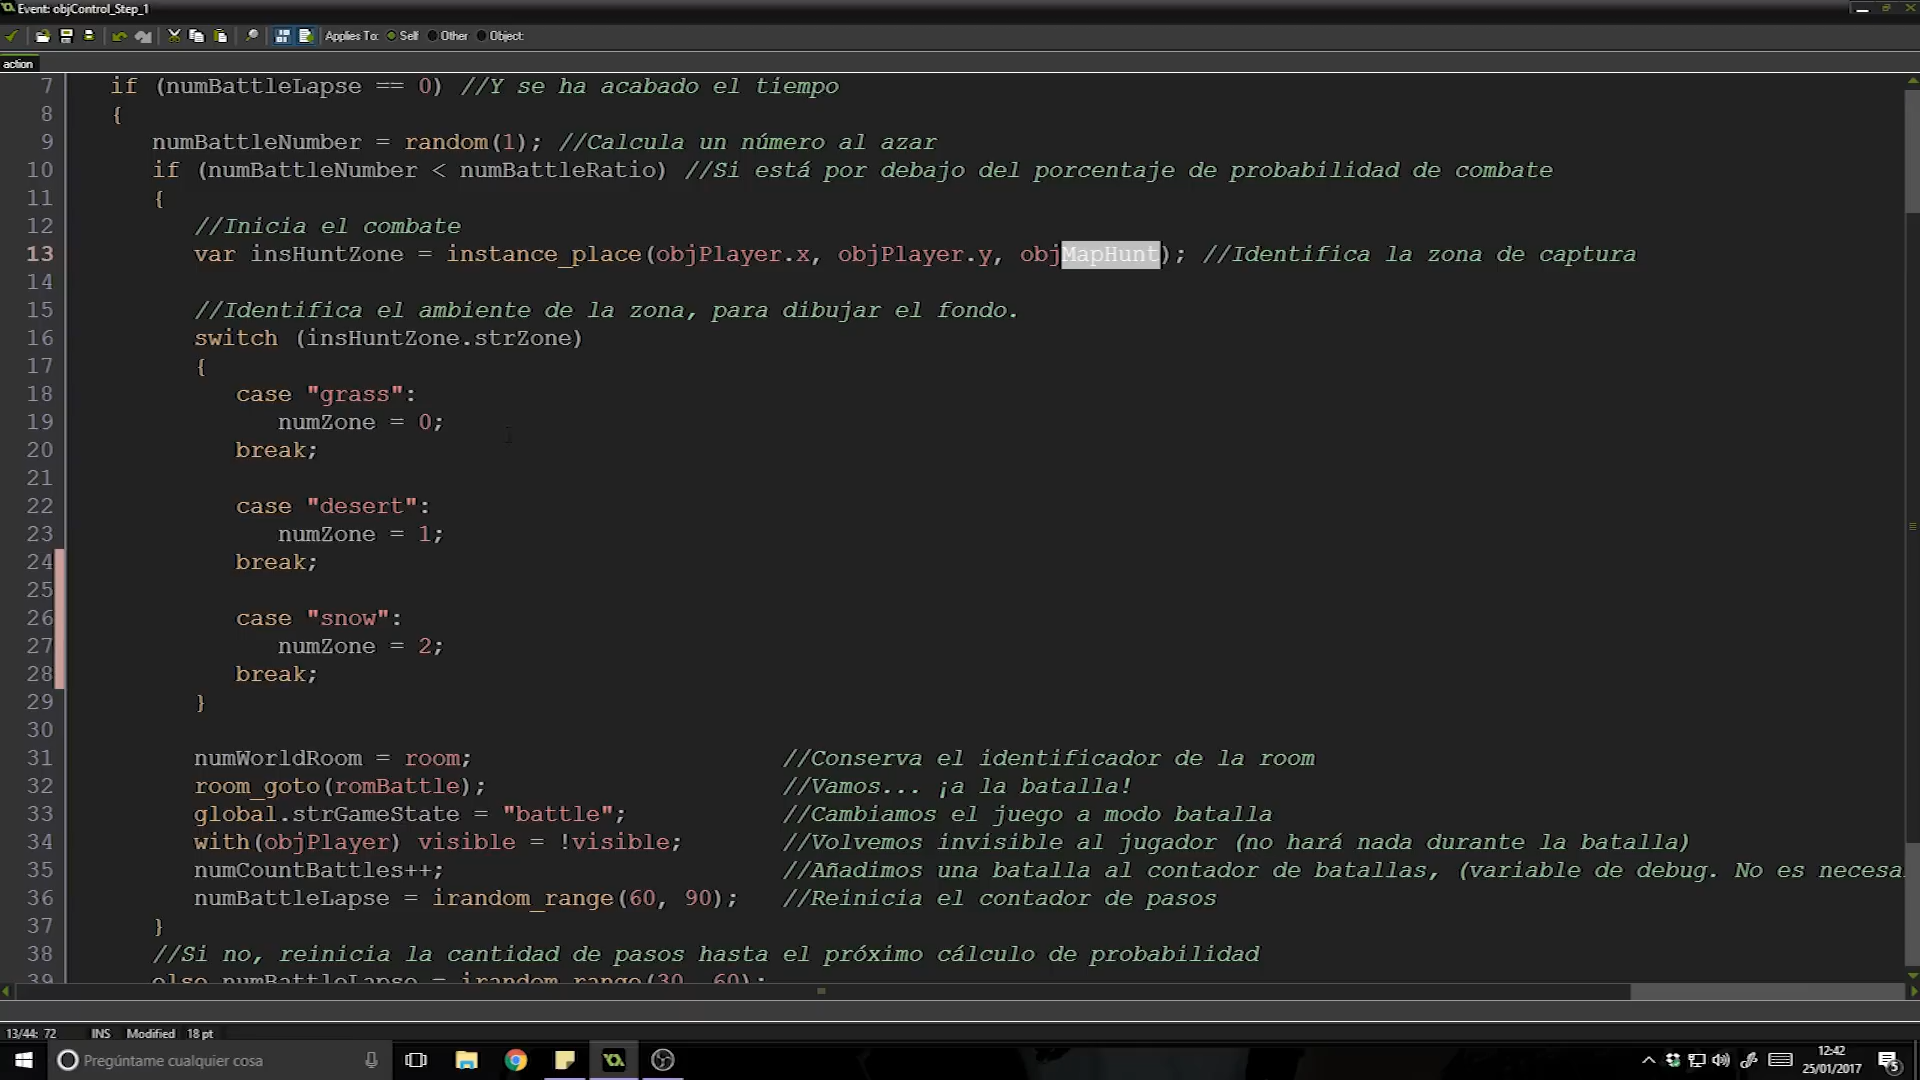 Event: objControl_Step_1
Applies To: Self Other Object:
action
7 if (numBattleLapse == 0) //Y se ha acabado el tiempo
8 {
9 numBattleNumber = random(1); //Calcula un número al azar
10 if (numBattleNumber < numBattleRatio) //Si está por debajo del porcentaje de probabilidad de combate
11 {
12 //Inicia el combate
13 var insHuntZone = instance_place(objPlayer.x, objPlayer.y, objMapHunt); //Identifica la zona de captura
14
15 //Identifica el ambiente de la zona, para dibujar el fondo.
16 switch (insHuntZone.strZone)
17 {
18 case "grass":
19 numZone = 0;
20 break;
21
22 case "desert":
23 numZone = 1;
24 break;
25
26 case "snow":
27 numZone = 2;
28 break;
29 }
30
31 numWorldRoom = room; //Conserva el identificador de la room
32 room_goto(romBattle); //Vamos... ¡a la batalla!
33 global.strGameState = "battle"; //Cambiamos el juego a modo batalla
34 with(objPlayer) visible = !visible; //Volvemos invisible al jugador (no hará nada durante la batalla)
35 numCountBattles++; //Añadimos una batalla al contador de batallas, (variable de debug. No es necesa
36 numBattleLapse = irandom_range(60, 90); //Reinicia el contador de pasos
37 }
38 //Si no, reinicia la cantidad de pasos hasta el próximo cálculo de probabilidad
39 else numBattleLapse = irandom_range(30, 60);
13/44: 72 INS Modified 18 pt
Pregúntame cualquier cosa
12:42
25/01/2017
5